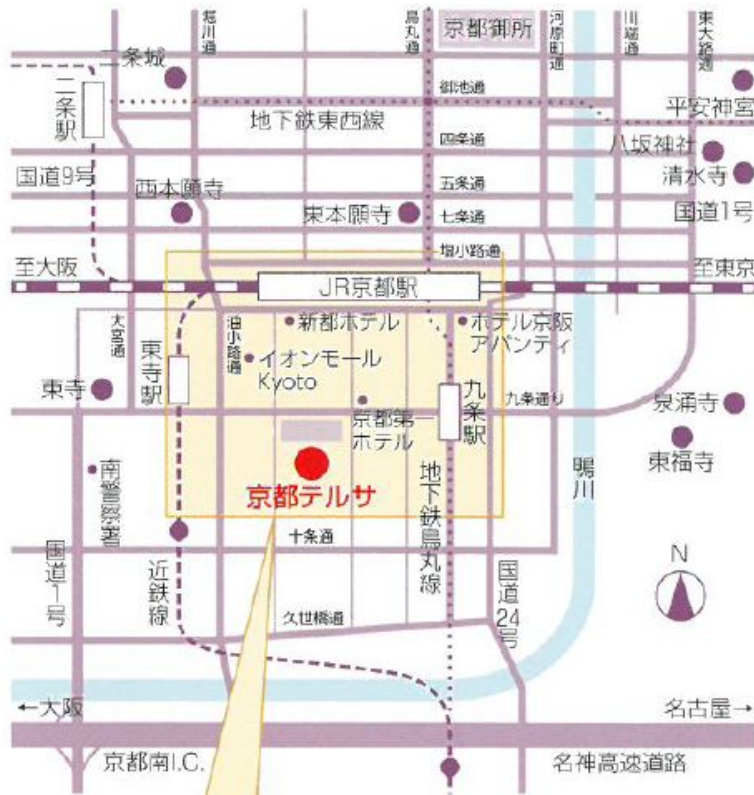 堀川通
烏丸通
京都御所
河原町通
川端通
東大路通
二条城
二条駅
御池通
平安神宮
地下鉄東西線
四条通
八坂神社
国道9号
五条通
清水寺
西本願寺
東本願寺
七条通
国道1号
塩小路通
至大阪
JR京都駅
至東京
大宮通
油小路通
新都ホテル
ホテル京阪
アバンティ
東寺駅
イオンモール
Kyoto
東寺
九条駅
九条通り
京都第一
ホテル
泉涌寺
東福寺
京都テルサ
南警察署
地下鉄烏丸線
鴨川
十条通
国道1号
近鉄線
国道24号
N
久世橋通
←大阪
名古屋→
京都南I.C.
名神高速道路